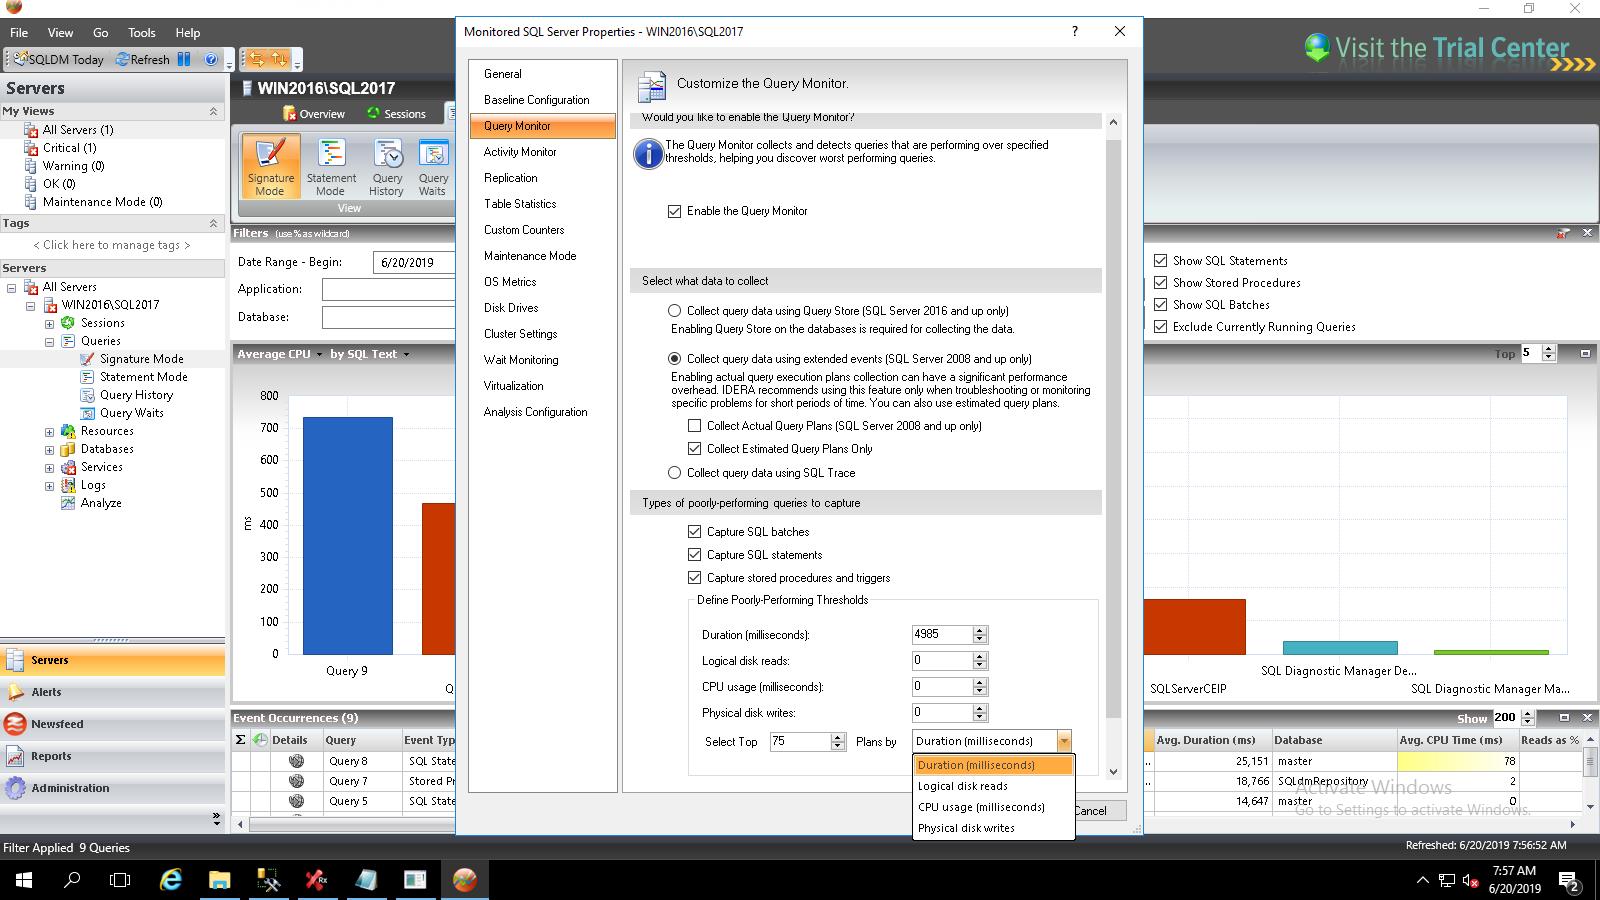 File View Go Tools Help
SQLDM Today Refresh
Visit the Trial Center
Servers
My Views
All Servers (1)
Critical (1)
Warning (0)
OK (0)
Maintenance Mode (0)
Tags
< Click here to manage tags >
Servers
All Servers
WIN2016\SQL2017
Sessions
Queries
Signature Mode
Statement Mode
Query History
Query Waits
Resources
Databases
Services
Logs
Analyze
Servers
Alerts
Newsfeed
Reports
Administration
WIN2016\SQL2017
Overview Sessions
Signature Mode
Statement Mode
Query History
Query Waits
View
Filters (use % as wildcard)
Date Range - Begin: 6/20/2019
Application:
Database:
Average CPU by SQL Text
800
700
600
500
400
300
200
100
0
ms
Query 9
Q
Event Occurrences (9)
Σ Details Query Event Typ
Query 8 SQL State
Query 7 Stored Pr
Query 5 SQL State
Monitored SQL Server Properties - WIN2016\SQL2017 ?
General
Baseline Configuration
Query Monitor
Activity Monitor
Replication
Table Statistics
Custom Counters
Maintenance Mode
OS Metrics
Disk Drives
Cluster Settings
Wait Monitoring
Virtualization
Analysis Configuration
Customize the Query Monitor.
Would you like to enable the Query Monitor?
The Query Monitor collects and detects queries that are performing over specified
thresholds, helping you discover worst performing queries.
Enable the Query Monitor
Select what data to collect
Collect query data using Query Store (SQL Server 2016 and up only)
Enabling Query Store on the databases is required for collecting the data.
Collect query data using extended events (SQL Server 2008 and up only)
Enabling actual query execution plans collection can have a significant performance
overhead. IDERA recommends using this feature only when troubleshooting or monitoring
specific problems for short periods of time. You can also use estimated query plans.
Collect Actual Query Plans (SQL Server 2008 and up only)
Collect Estimated Query Plans Only
Collect query data using SQL Trace
Types of poorly-performing queries to capture
Capture SQL batches
Capture SQL statements
Capture stored procedures and triggers
Define Poorly-Performing Thresholds
Duration (milliseconds): 4985
Logical disk reads: 0
CPU usage (milliseconds): 0
Physical disk writes: 0
Select Top 75 Plans by Duration (milliseconds)
Duration (milliseconds)
Logical disk reads
CPU usage (milliseconds)
Physical disk writes
Cancel
Show SQL Statements
Show Stored Procedures
Show SQL Batches
Exclude Currently Running Queries
Top 5
SQL Diagnostic Manager De...
SQLServerCEIP
SQL Diagnostic Manager Ma...
Show 200
Avg. Duration (ms) Database Avg. CPU Time (ms) Reads as %
25,151 master 78
18,766 SQLdmRepository 2
14,647 master 0
Activate Windows
Go to Settings to activate Windows.
Filter Applied 9 Queries
Refreshed: 6/20/2019 7:56:52 AM
7:57 AM
6/20/2019
2